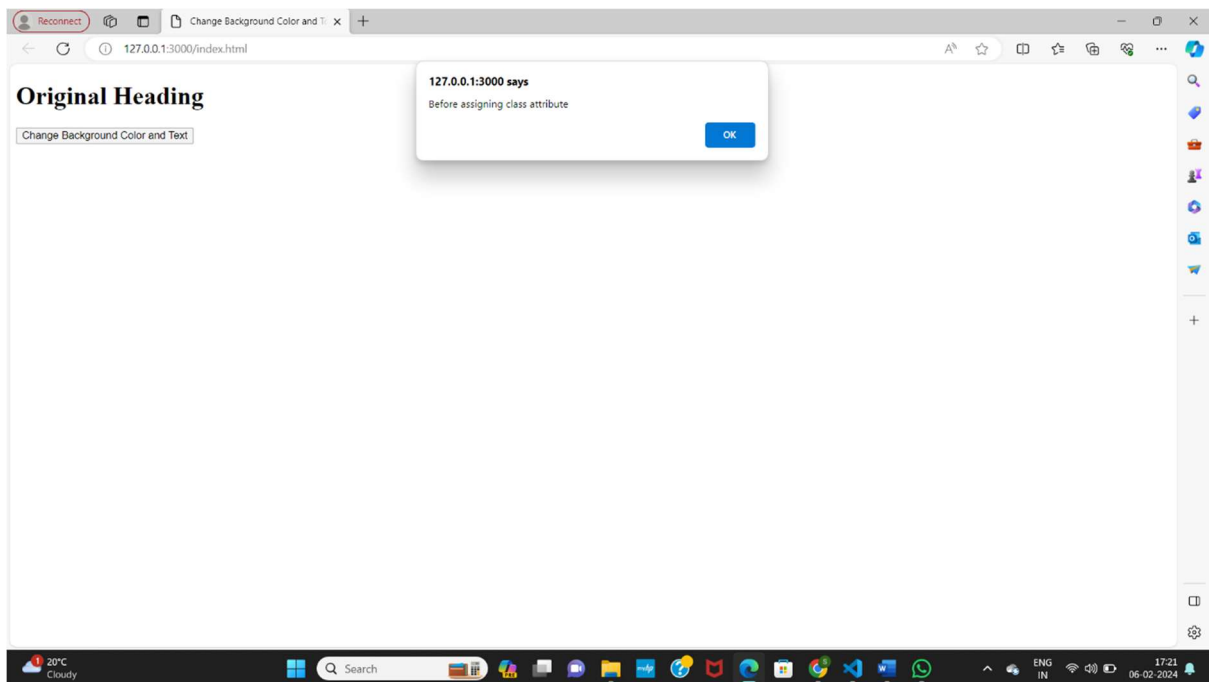 Reconnect
Change Background Color and T
127.0.0.1:3000/index.html
127.0.0.1:3000 says
Before assigning class attribute
OK
Original Heading
Change Background Color and Text
1
20°C
Cloudy
Search
ENG
IN
17:21
06-02-2024